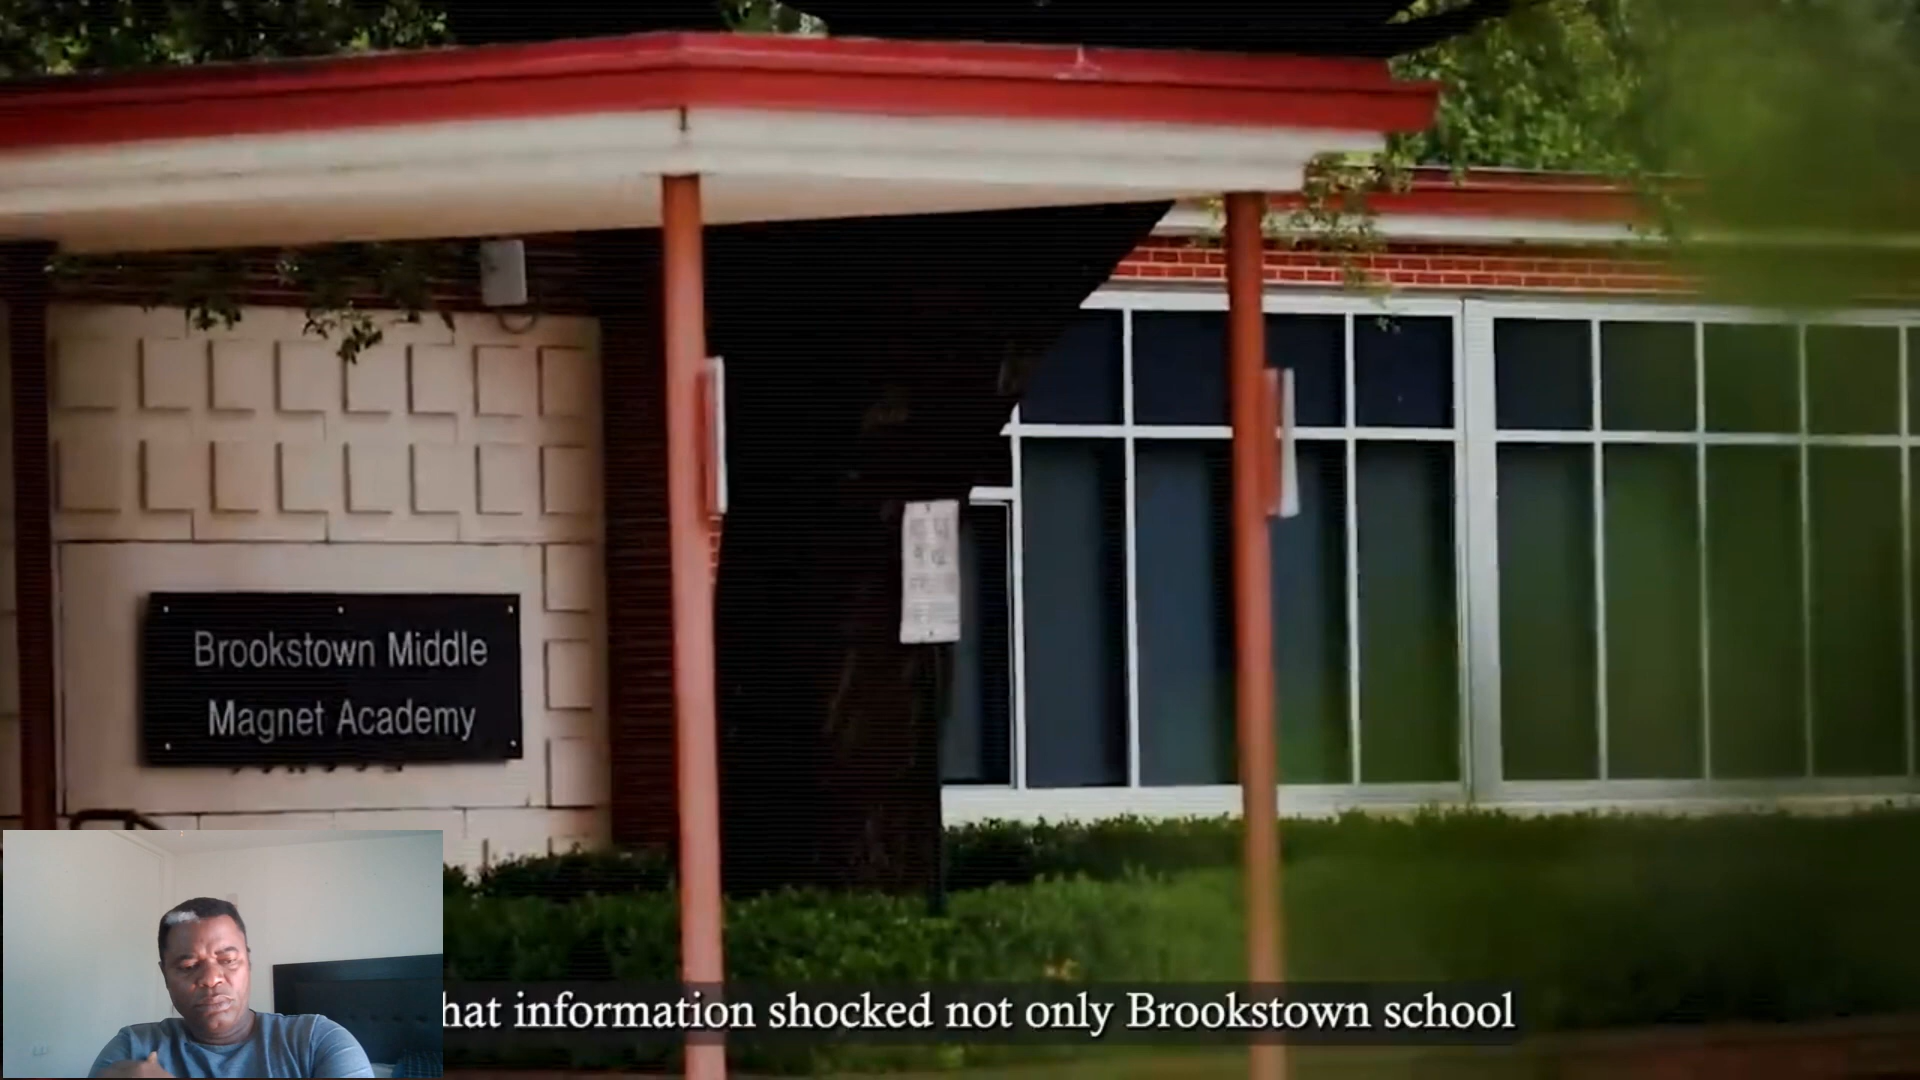 Brookstown Middle
Magnet Academy
hat information shocked not only Brookstown school